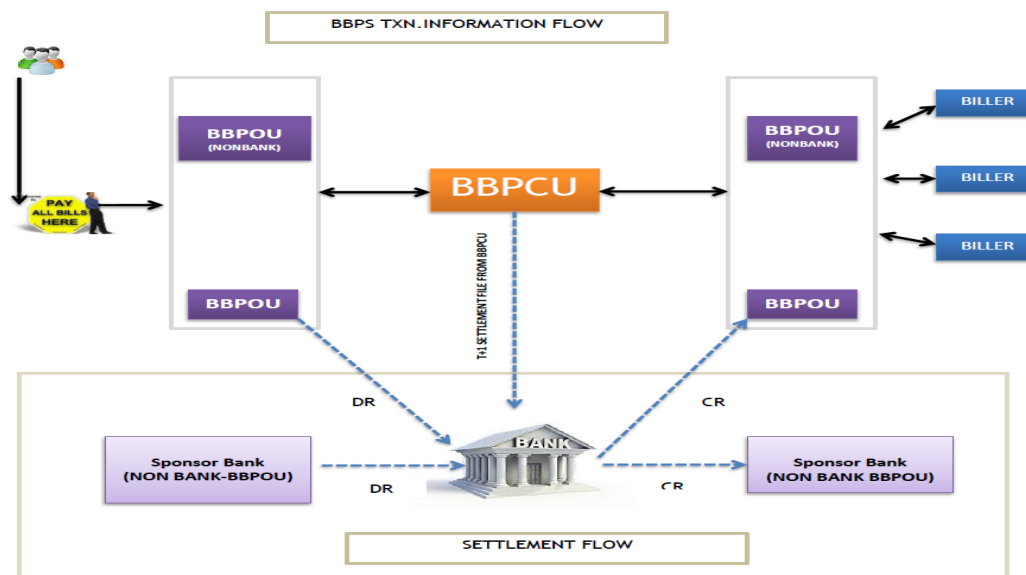 BBPS TXN.INFORMATION FLOW
BBPOU
(NONBANK)
BBPOU
PAY
ALL BILLS
HERE
BBPCU
T+1 SETTLEMENT FILE FROM BBPCU
BBPOU
(NONBANK)
BBPOU
BILLER
BILLER
BILLER
DR
CR
Sponsor Bank
(NON BANK-BBPOU)
DR
BANK
CR
Sponsor Bank
(NON BANK BBPOU)
SETTLEMENT FLOW